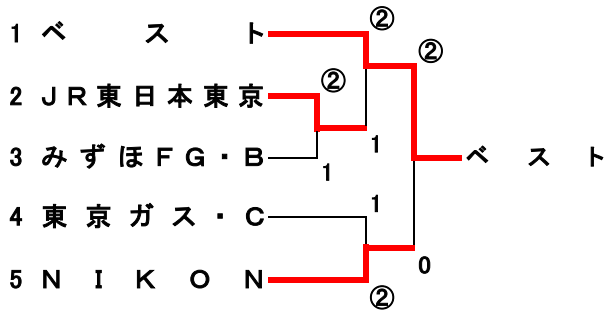 1 ベスト ②
②
2 JR東日本東京 ②
1
3 みずほFG・B 1
ベスト
4 東京ガス・C 1
0
5 NIKON ②